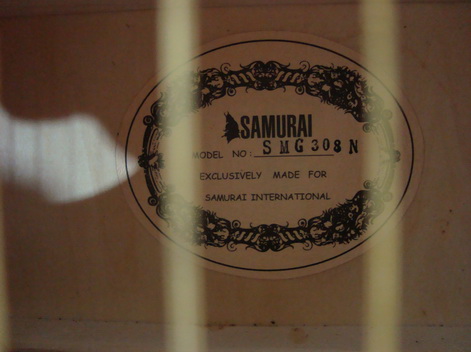 SAMURAI
MODEL NO: SMG308N
EXCLUSIVELY MADE FOR
SAMURAI INTERNATIONAL